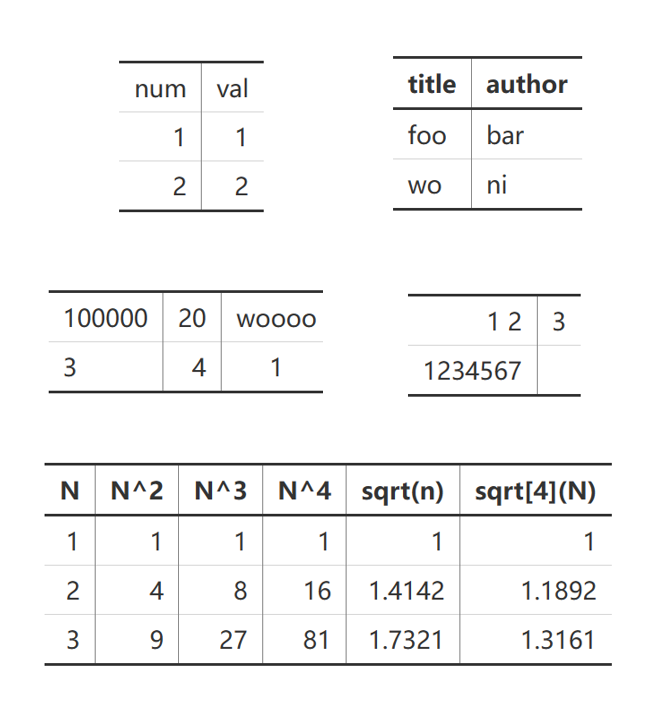 num val
1 1
2 2
title author
foo bar
wo ni
100000 20 woooo
3 4 1
1 2 3
1234567
N N^2 N^3 N^4 sqrt(n) sqrt[4](N)
1 1 1 1 1 1
2 4 8 16 1.4142 1.1892
3 9 27 81 1.7321 1.3161